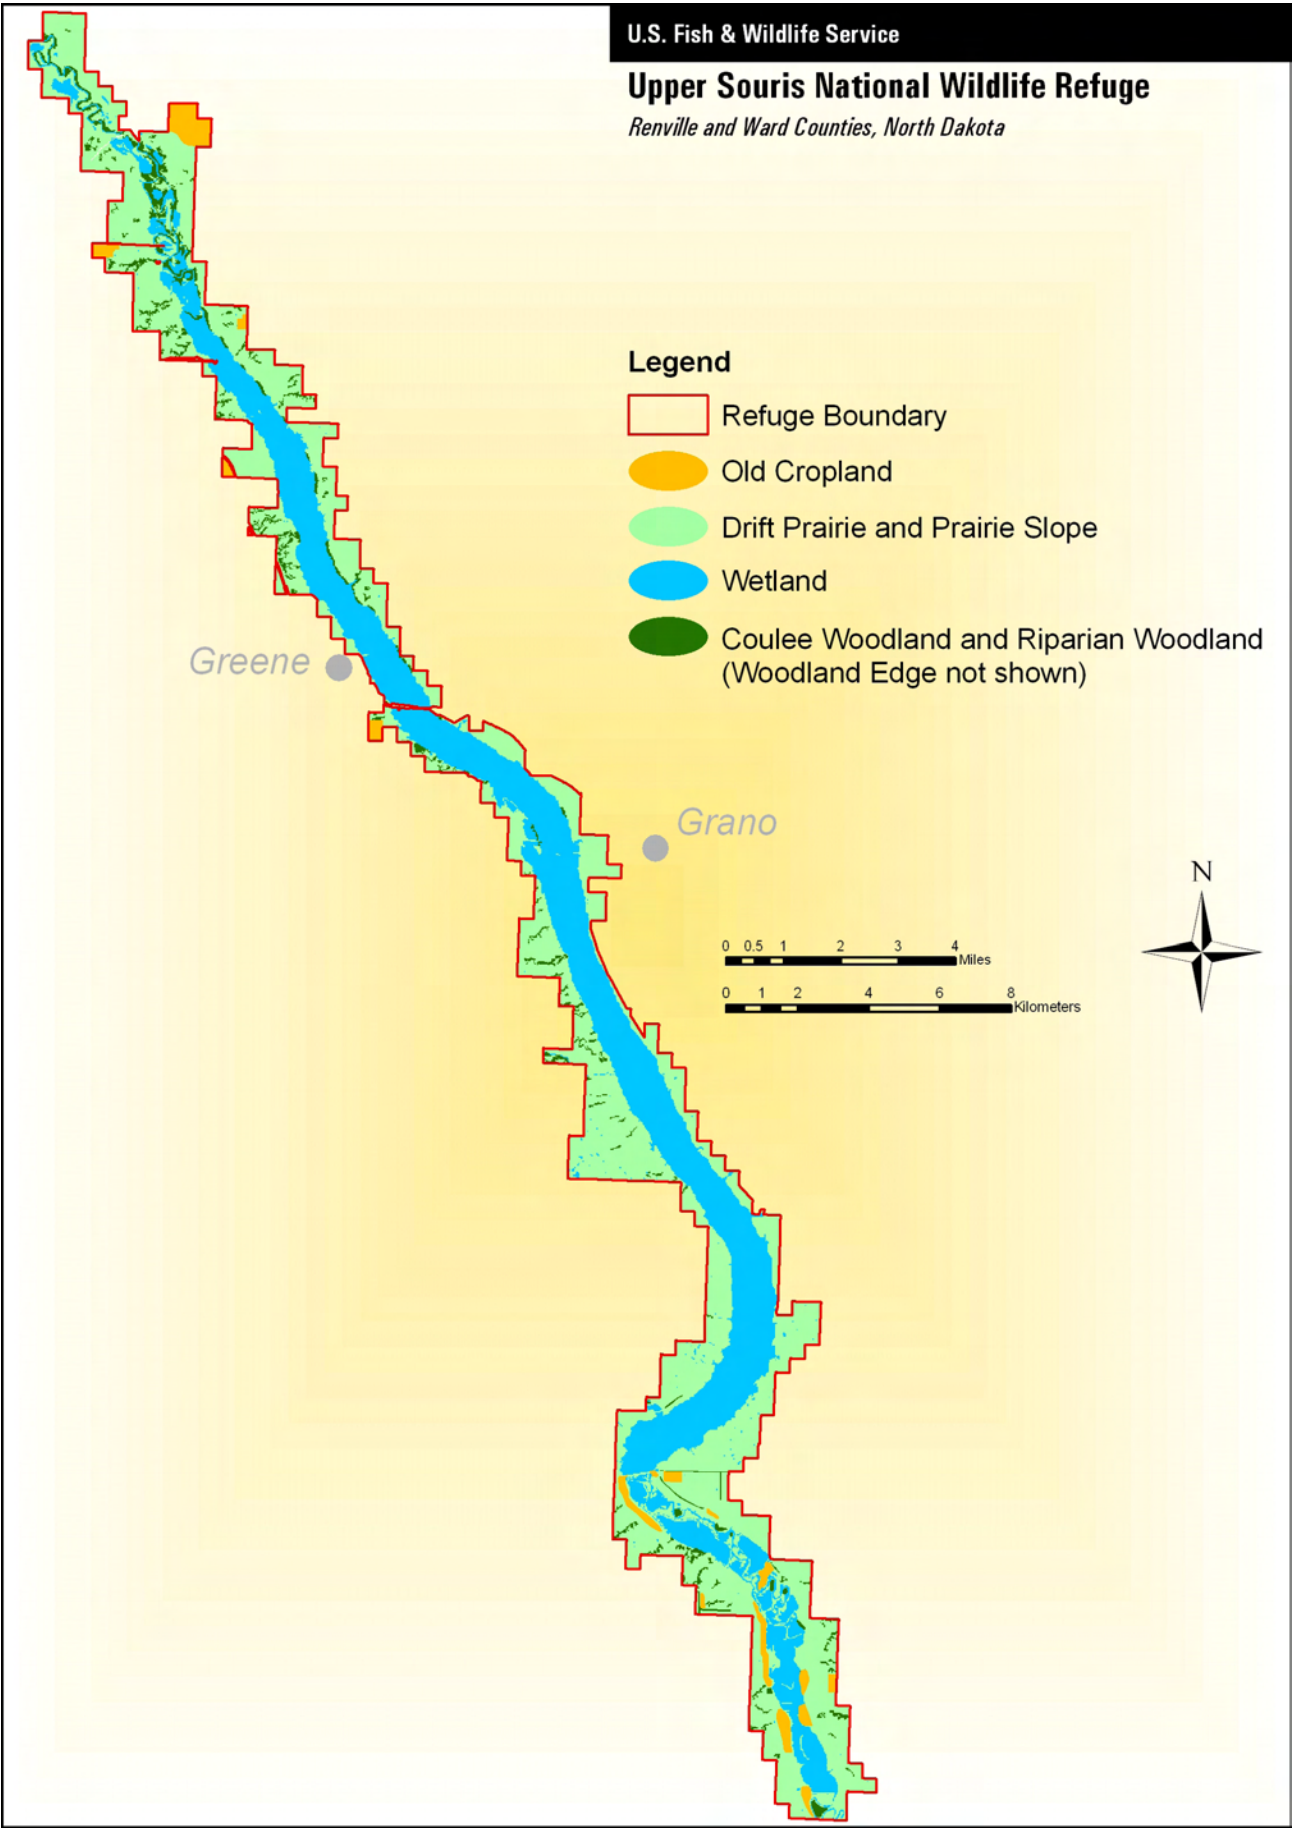 U.S. Fish & Wildlife Service
Upper Souris National Wildlife Refuge
Renville and Ward Counties, North Dakota
Legend
Refuge Boundary
Old Cropland
Drift Prairie and Prairie Slope
Wetland
Coulee Woodland and Riparian Woodland
(Woodland Edge not shown)
Greene
Grano
N
0 0.5 1 2 3 4
Miles
0 1 2 4 6 8
Kilometers